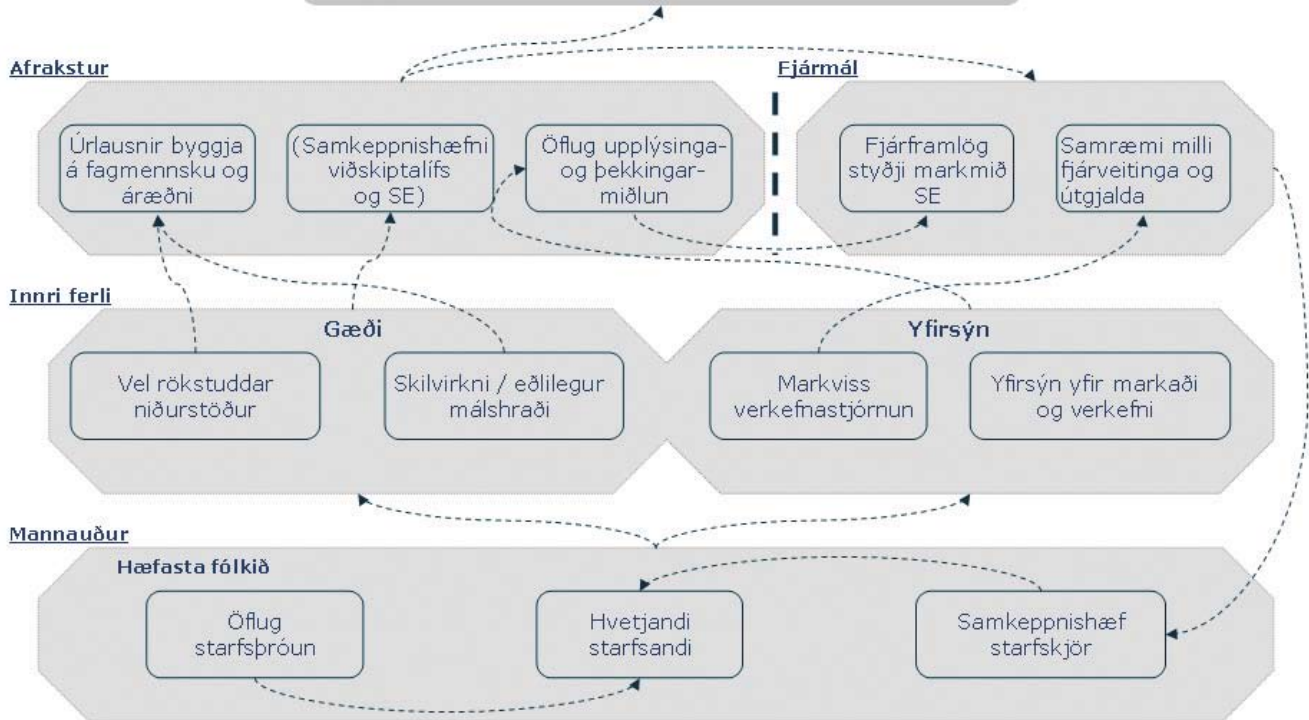 Afrakstur
Fjármál
Úrlausnir byggja
á fagmennsku og
áræðni
(Samkeppnishæfni
viðskiptalífs
og SE)
Öflug upplýsinga-
og þekkingar-
miðlun
Fjárframlög
styðji markmið
SE
Samræmi milli
fjárveitinga og
útgjalda
Innri ferli
Gæði
Vel rökstuddar
niðurstöður
Skilvirkni / eðlilegur
málshraði
Yfirsýn
Markviss
verkefnastjórnun
Yfirsýn yfir markaði
og verkefni
Mannauður
Hæfasta fólkið
Öflug
starfsþróun
Hvetjandi
starfsandi
Samkeppnishæf
starfskjör